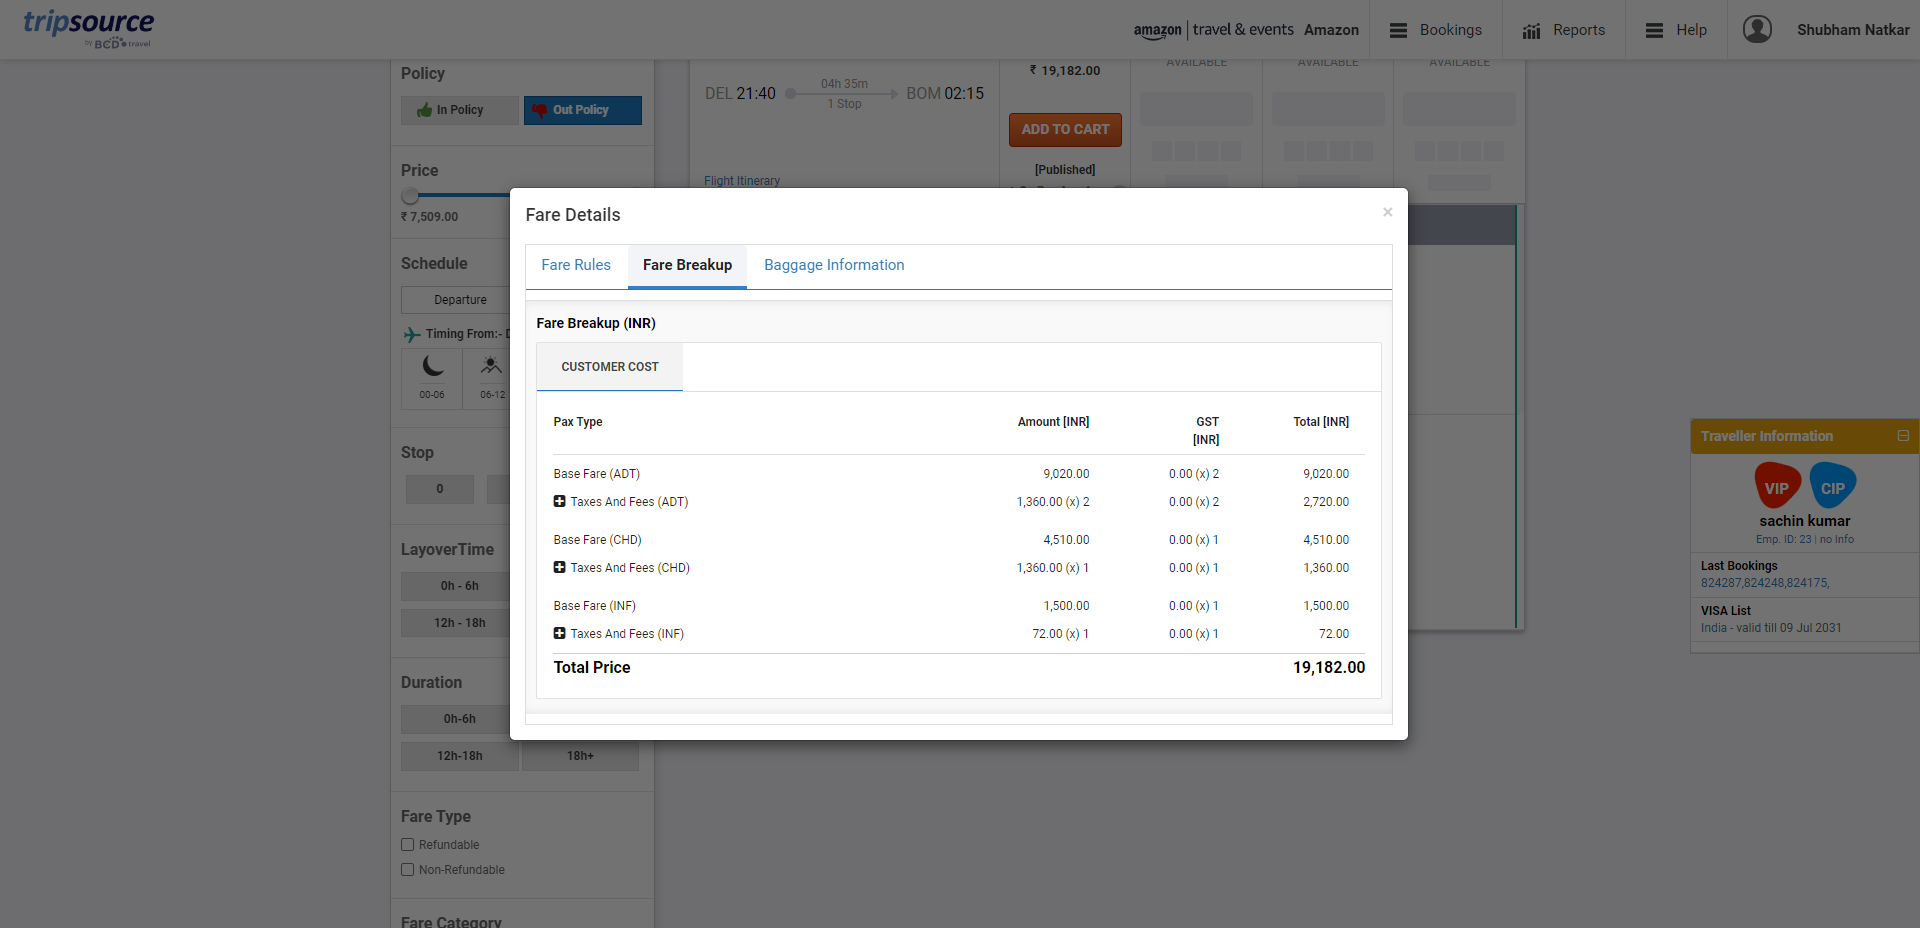 tripsource
by BCD travel
amazon travel & events Amazon
Bookings
Reports
Help
Shubham Natkar
Policy
In Policy
Out Policy
Price
₹ 7,509.00
Schedule
Departure
Timing From:- D
00-06
06-12
Stop
0
LayoverTime
0h - 6h
12h - 18h
Duration
0h-6h
12h-18h
18h+
Fare Type
Refundable
Non-Refundable
Fare Category
DEL 21:40
04h 35m
1 Stop
BOM 02:15
Flight Itinerary
₹ 19,182.00
ADD TO CART
[Published]
AVAILABLE
AVAILABLE
AVAILABLE
Fare Details
×
Fare Rules
Fare Breakup
Baggage Information
Fare Breakup (INR)
CUSTOMER COST
Pax Type Amount [INR] GST [INR] Total [INR]
Base Fare (ADT) 9,020.00 0.00 (x) 2 9,020.00
Taxes And Fees (ADT) 1,360.00 (x) 2 0.00 (x) 2 2,720.00
Base Fare (CHD) 4,510.00 0.00 (x) 1 4,510.00
Taxes And Fees (CHD) 1,360.00 (x) 1 0.00 (x) 1 1,360.00
Base Fare (INF) 1,500.00 0.00 (x) 1 1,500.00
Taxes And Fees (INF) 72.00 (x) 1 0.00 (x) 1 72.00
Total Price 19,182.00
Traveller Information
VIP
CIP
sachin kumar
Emp. ID: 23 | no Info
Last Bookings
824287,824248,824175,
VISA List
India - valid till 09 Jul 2031